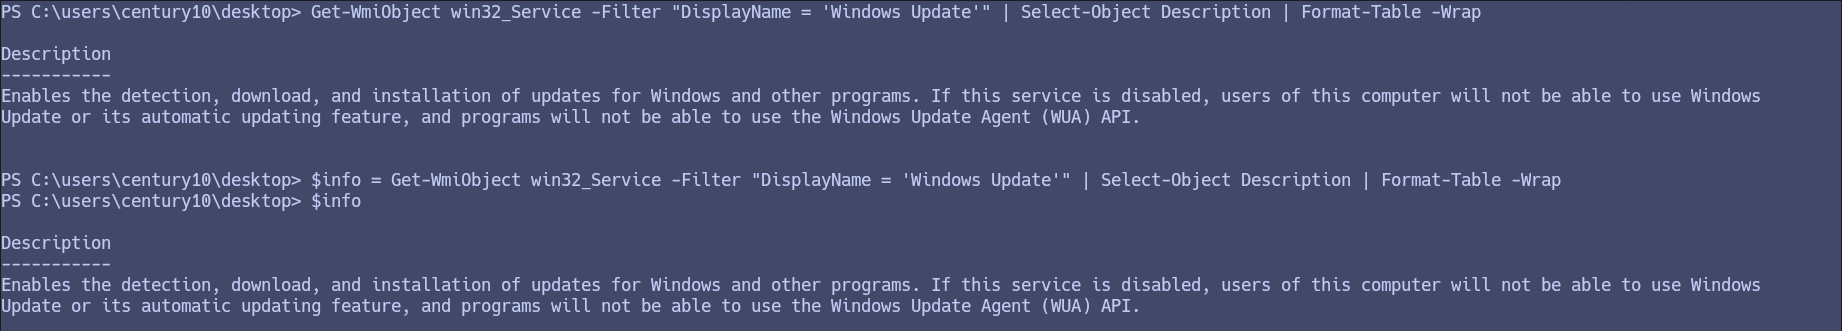 PS C:\users\century10\desktop> Get-WmiObject win32_Service -Filter "DisplayName = 'Windows Update'" | Select-Object Description | Format-Table -Wrap
Description
-----------
Enables the detection, download, and installation of updates for Windows and other programs. If this service is disabled, users of this computer will not be able to use Windows
Update or its automatic updating feature, and programs will not be able to use the Windows Update Agent (WUA) API.
PS C:\users\century10\desktop> $info = Get-WmiObject win32_Service -Filter "DisplayName = 'Windows Update'" | Select-Object Description | Format-Table -Wrap
PS C:\users\century10\desktop> $info
Description
-----------
Enables the detection, download, and installation of updates for Windows and other programs. If this service is disabled, users of this computer will not be able to use Windows
Update or its automatic updating feature, and programs will not be able to use the Windows Update Agent (WUA) API.